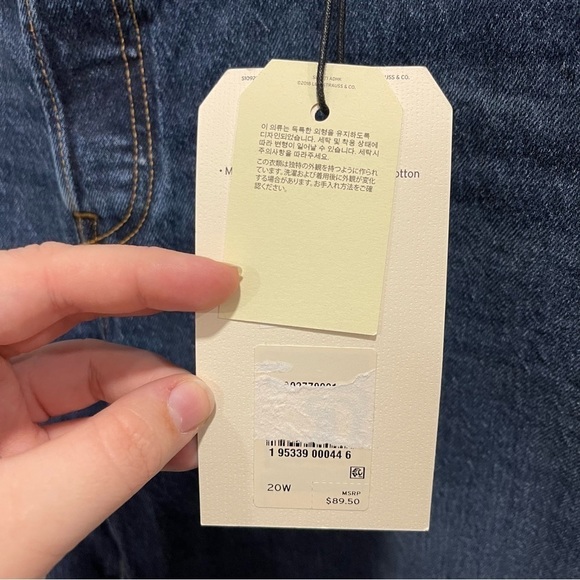 이 의류는 독특한 외형을 유지하도록
디자인되었습니다. 세탁 및 착용 상태에
따라 변형이 일어날 수 있습니다. 세탁시
주의사항을 따라주세요.
この衣類は独特の外観を持つように作られ
ています。洗濯および着用後に外観が変化
する場合があります。お手入れ方法をご確
認ください。
1 95339 00044 6
20W
MSRP
$89.50